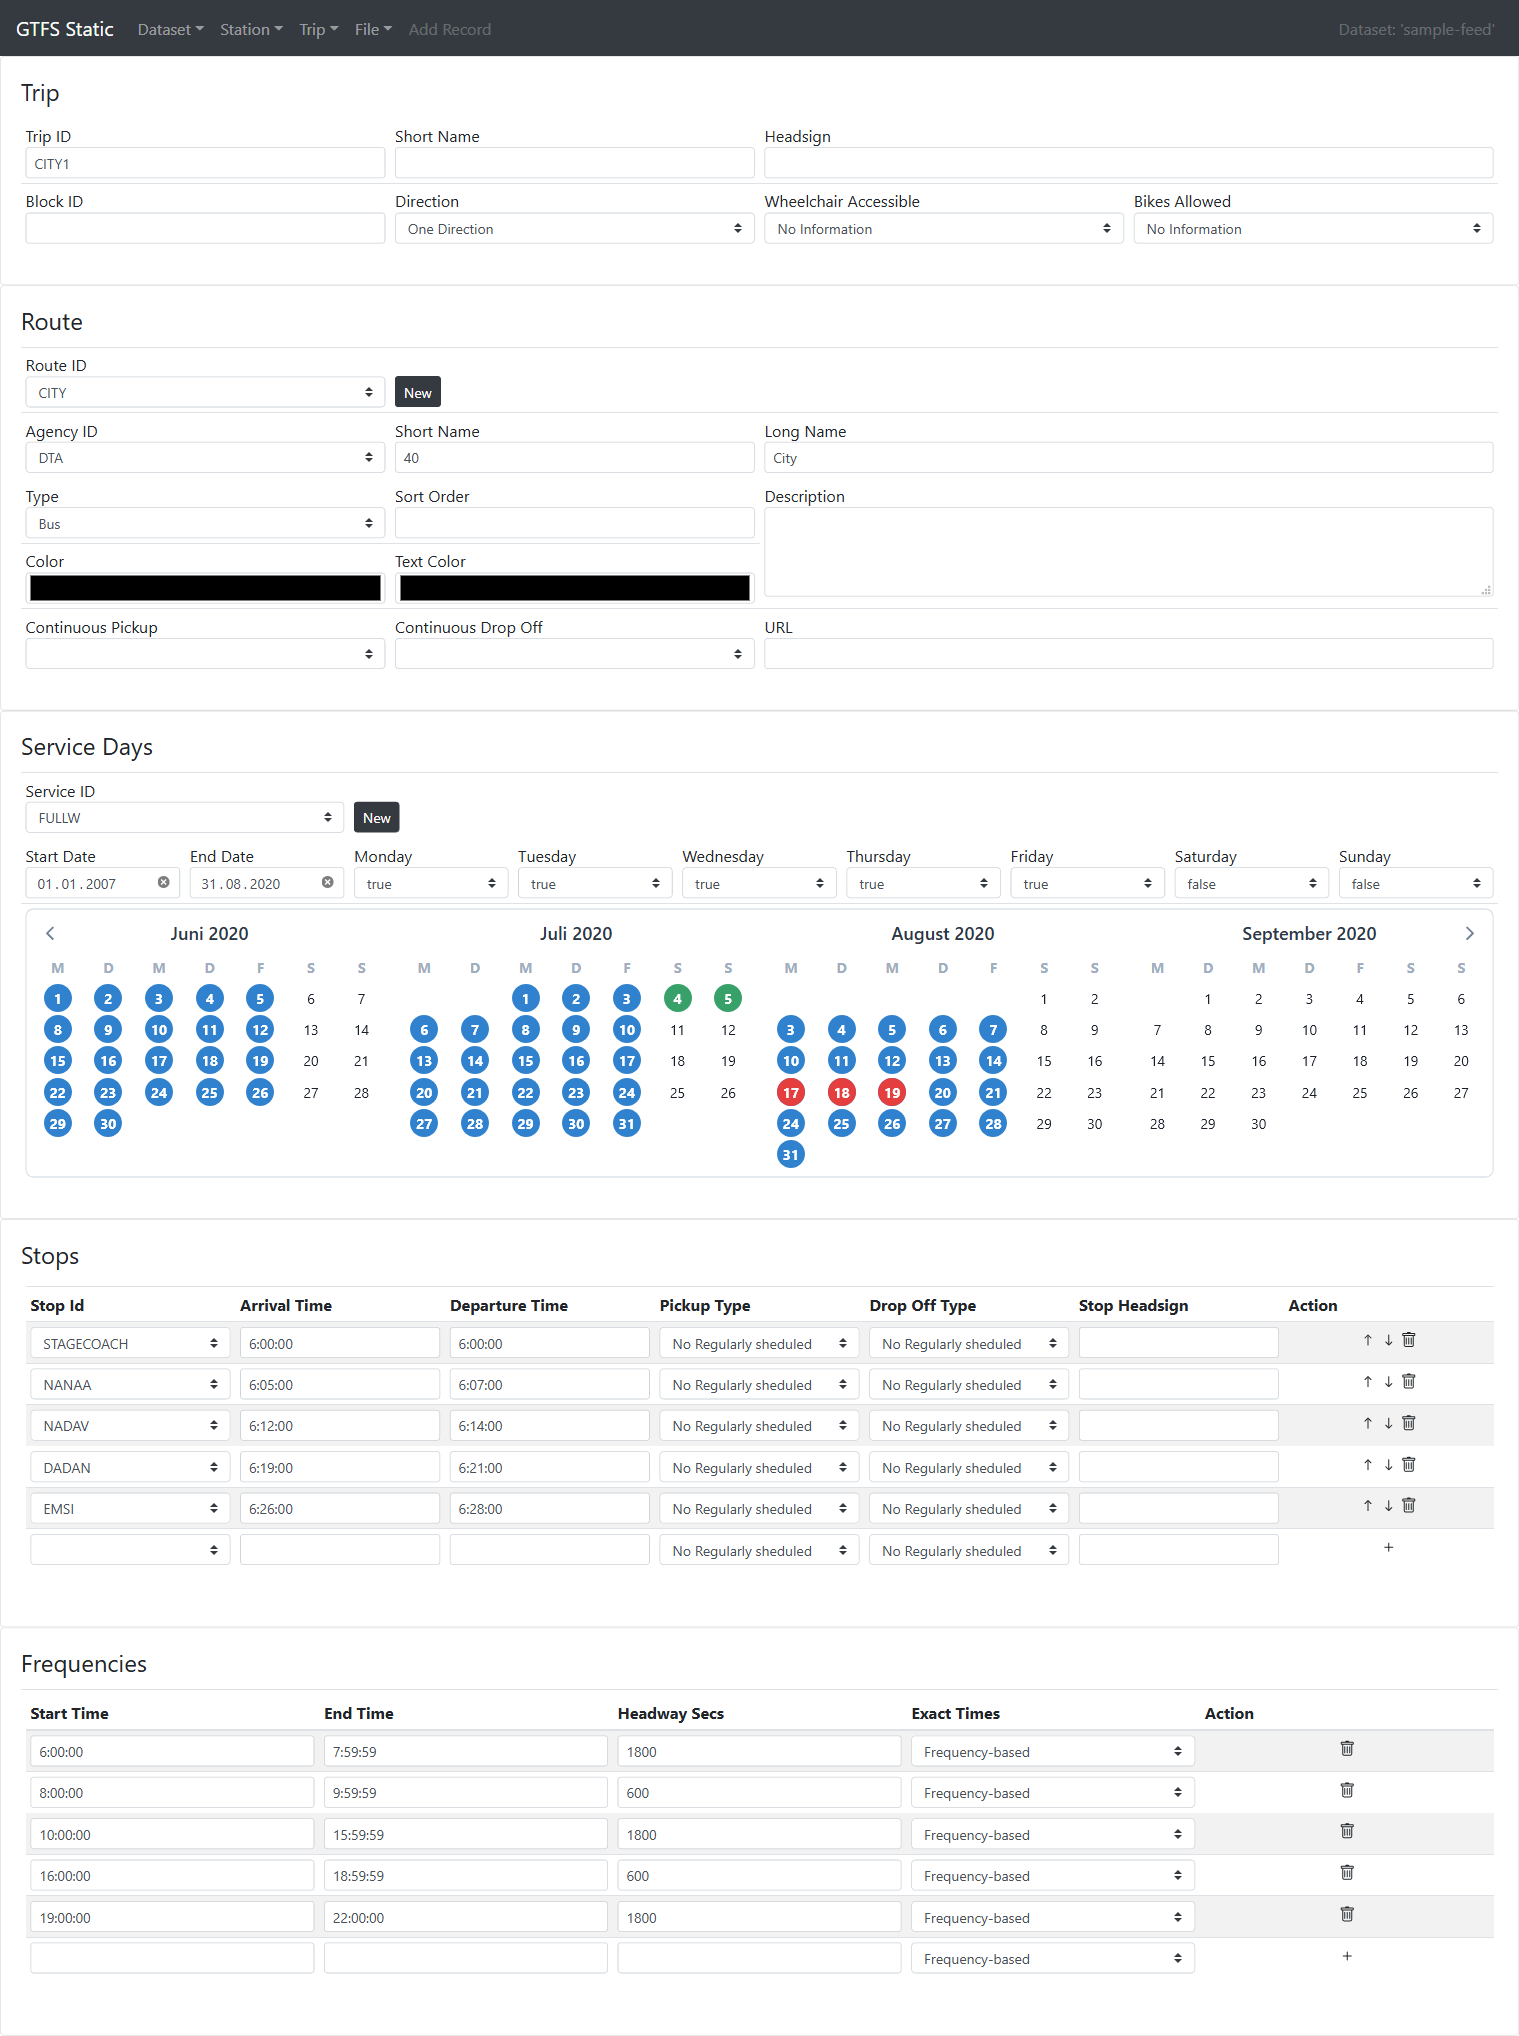 GTFS Static Dataset Station Trip File Add Record Dataset: 'sample-feed'
Trip
Trip ID Short Name Headsign
CITY1
Block ID Direction Wheelchair Accessible Bikes Allowed
One Direction No Information No Information
Route
Route ID
CITY New
Agency ID Short Name Long Name
DTA 40 City
Type Sort Order Description
Bus
Color Text Color
Continuous Pickup Continuous Drop Off URL
Service Days
Service ID
FULLW New
Start Date End Date Monday Tuesday Wednesday Thursday Friday Saturday Sunday
01.01.2007 31.08.2020 true true true true true false false
Juni 2020 Juli 2020 August 2020 September 2020
M D M D F S S M D M D F S S M D M D F S S M D M D F S S
1 2 3 4 5 6 7 1 2 3 4 5 1 2 1 2 3 4 5 6
8 9 10 11 12 13 14 6 7 8 9 10 11 12 3 4 5 6 7 8 9 7 8 9 10 11 12 13
15 16 17 18 19 20 21 13 14 15 16 17 18 19 10 11 12 13 14 15 16 14 15 16 17 18 19 20
22 23 24 25 26 27 28 20 21 22 23 24 25 26 17 18 19 20 21 22 23 21 22 23 24 25 26 27
29 30 27 28 29 30 31 24 25 26 27 28 29 30 28 29 30
31
Stops
Stop Id Arrival Time Departure Time Pickup Type Drop Off Type Stop Headsign Action
STAGECOACH 6:00:00 6:00:00 No Regularly sheduled No Regularly sheduled
NANAA 6:05:00 6:07:00 No Regularly sheduled No Regularly sheduled
NADAV 6:12:00 6:14:00 No Regularly sheduled No Regularly sheduled
DADAN 6:19:00 6:21:00 No Regularly sheduled No Regularly sheduled
EMSI 6:26:00 6:28:00 No Regularly sheduled No Regularly sheduled
No Regularly sheduled No Regularly sheduled
Frequencies
Start Time End Time Headway Secs Exact Times Action
6:00:00 7:59:59 1800 Frequency-based
8:00:00 9:59:59 600 Frequency-based
10:00:00 15:59:59 1800 Frequency-based
16:00:00 18:59:59 600 Frequency-based
19:00:00 22:00:00 1800 Frequency-based
Frequency-based